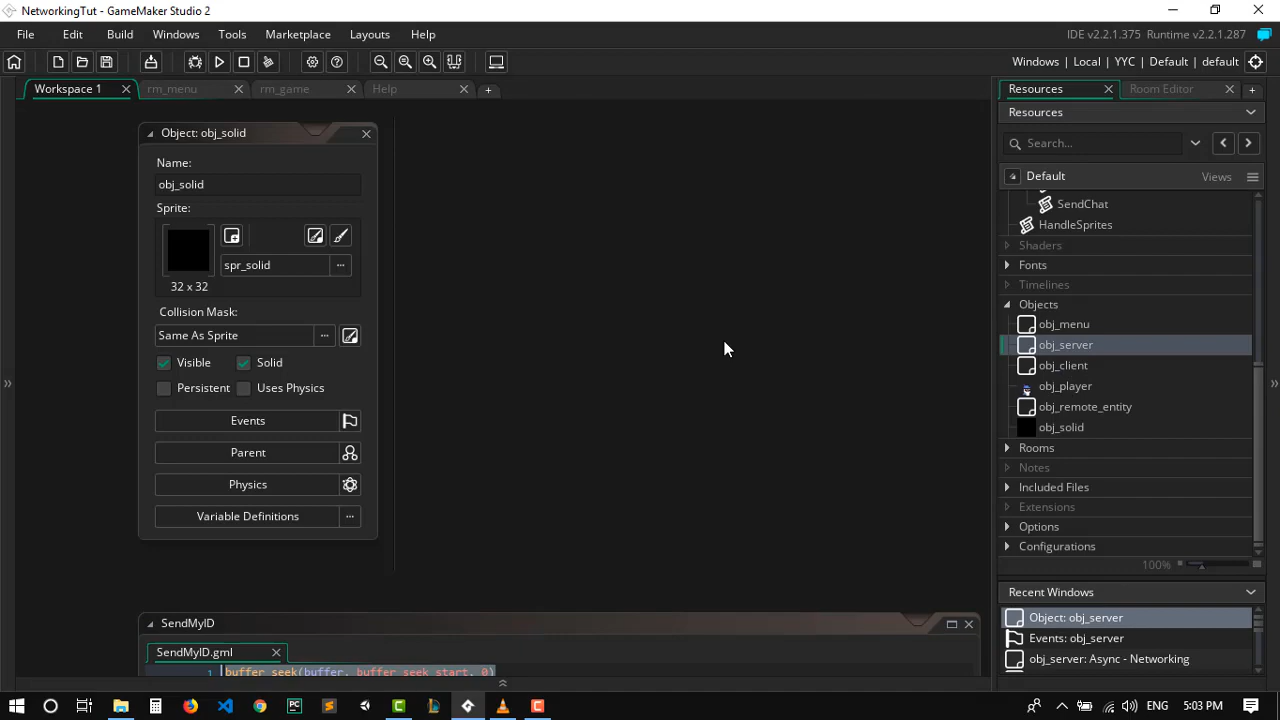 NetworkingTut - GameMaker Studio 2
File Edit Build Windows Tools Marketplace Layouts Help
IDE v2.2.1.375 Runtime v2.2.1.287
Windows | Local | YYC | Default | default
Workspace 1 rm_menu rm_game Help
Resources Room Editor
Resources
Search...
Default Views
SendChat
HandleSprites
Shaders
Fonts
Timelines
Objects
obj_menu
obj_server
obj_client
obj_player
obj_remote_entity
obj_solid
Rooms
Notes
Included Files
Extensions
Options
Configurations
100%
Recent Windows
Object: obj_server
Events: obj_server
obj_server: Async - Networking
Object: obj_solid
Name:
obj_solid
Sprite:
spr_solid
32 x 32
Collision Mask:
Same As Sprite
Visible Solid
Persistent Uses Physics
Events
Parent
Physics
Variable Definitions
SendMyID
SendMyID.gml
1 buffer_seek(buffer, buffer_seek_start, 0)
ENG 5:03 PM